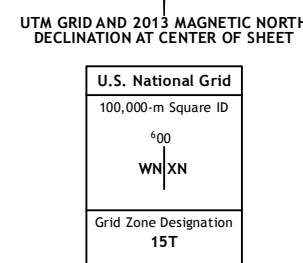 UTM GRID AND 2013 MAGNETIC NORTH
DECLINATION AT CENTER OF SHEET
U.S. National Grid
100,000-m Square ID
⁶00
WN XN
Grid Zone Designation
15T